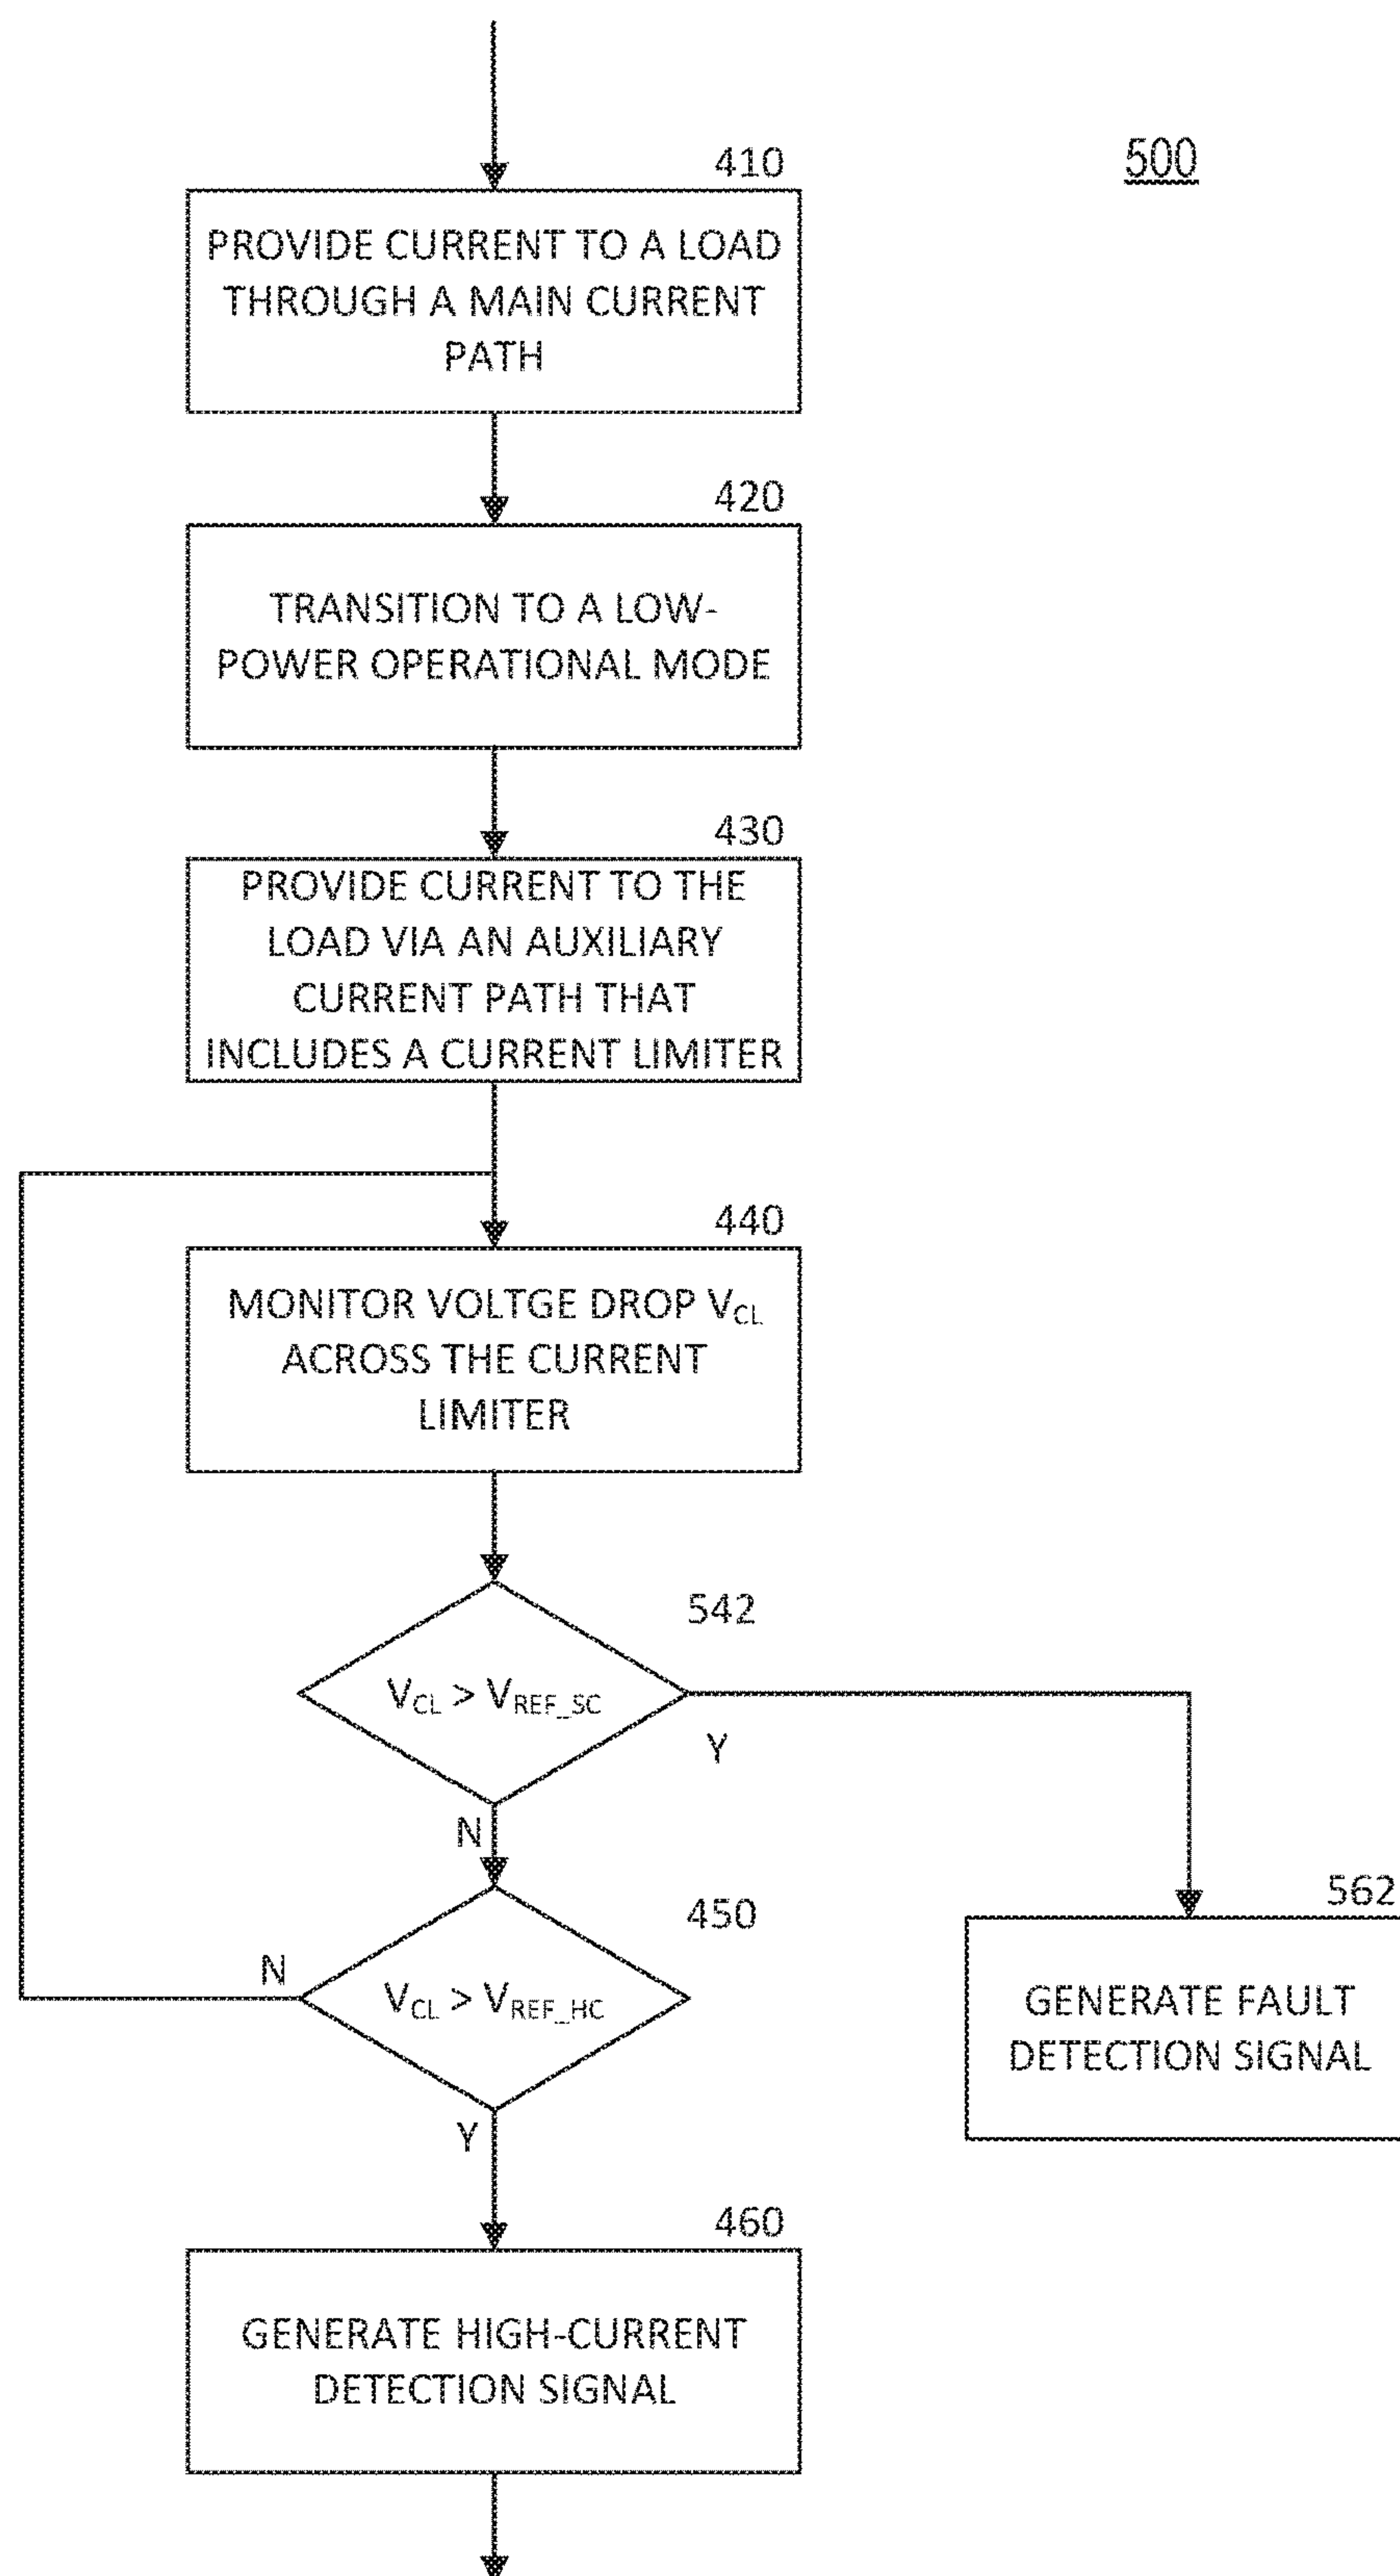 500
410
PROVIDE CURRENT TO A LOAD
THROUGH A MAIN CURRENT
PATH
420
TRANSITION TO A LOW-
POWER OPERATIONAL MODE
430
PROVIDE CURRENT TO THE
LOAD VIA AN AUXILIARY
CURRENT PATH THAT
INCLUDES A CURRENT LIMITER
440
MONITOR VOLTGE DROP VCL
ACROSS THE CURRENT
LIMITER
542
VCL > VREF_SC
Y
N
450
VCL > VREF_HC
N
Y
562
GENERATE FAULT
DETECTION SIGNAL
460
GENERATE HIGH-CURRENT
DETECTION SIGNAL